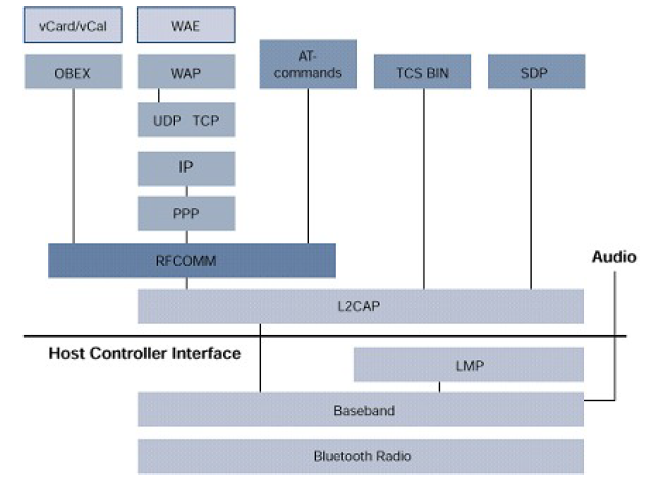 vCard/vCal
WAE
OBEX
WAP
AT-
commands
TCS BIN
SDP
UDP TCP
IP
PPP
RFCOMM
Audio
L2CAP
Host Controller Interface
LMP
Baseband
Bluetooth Radio